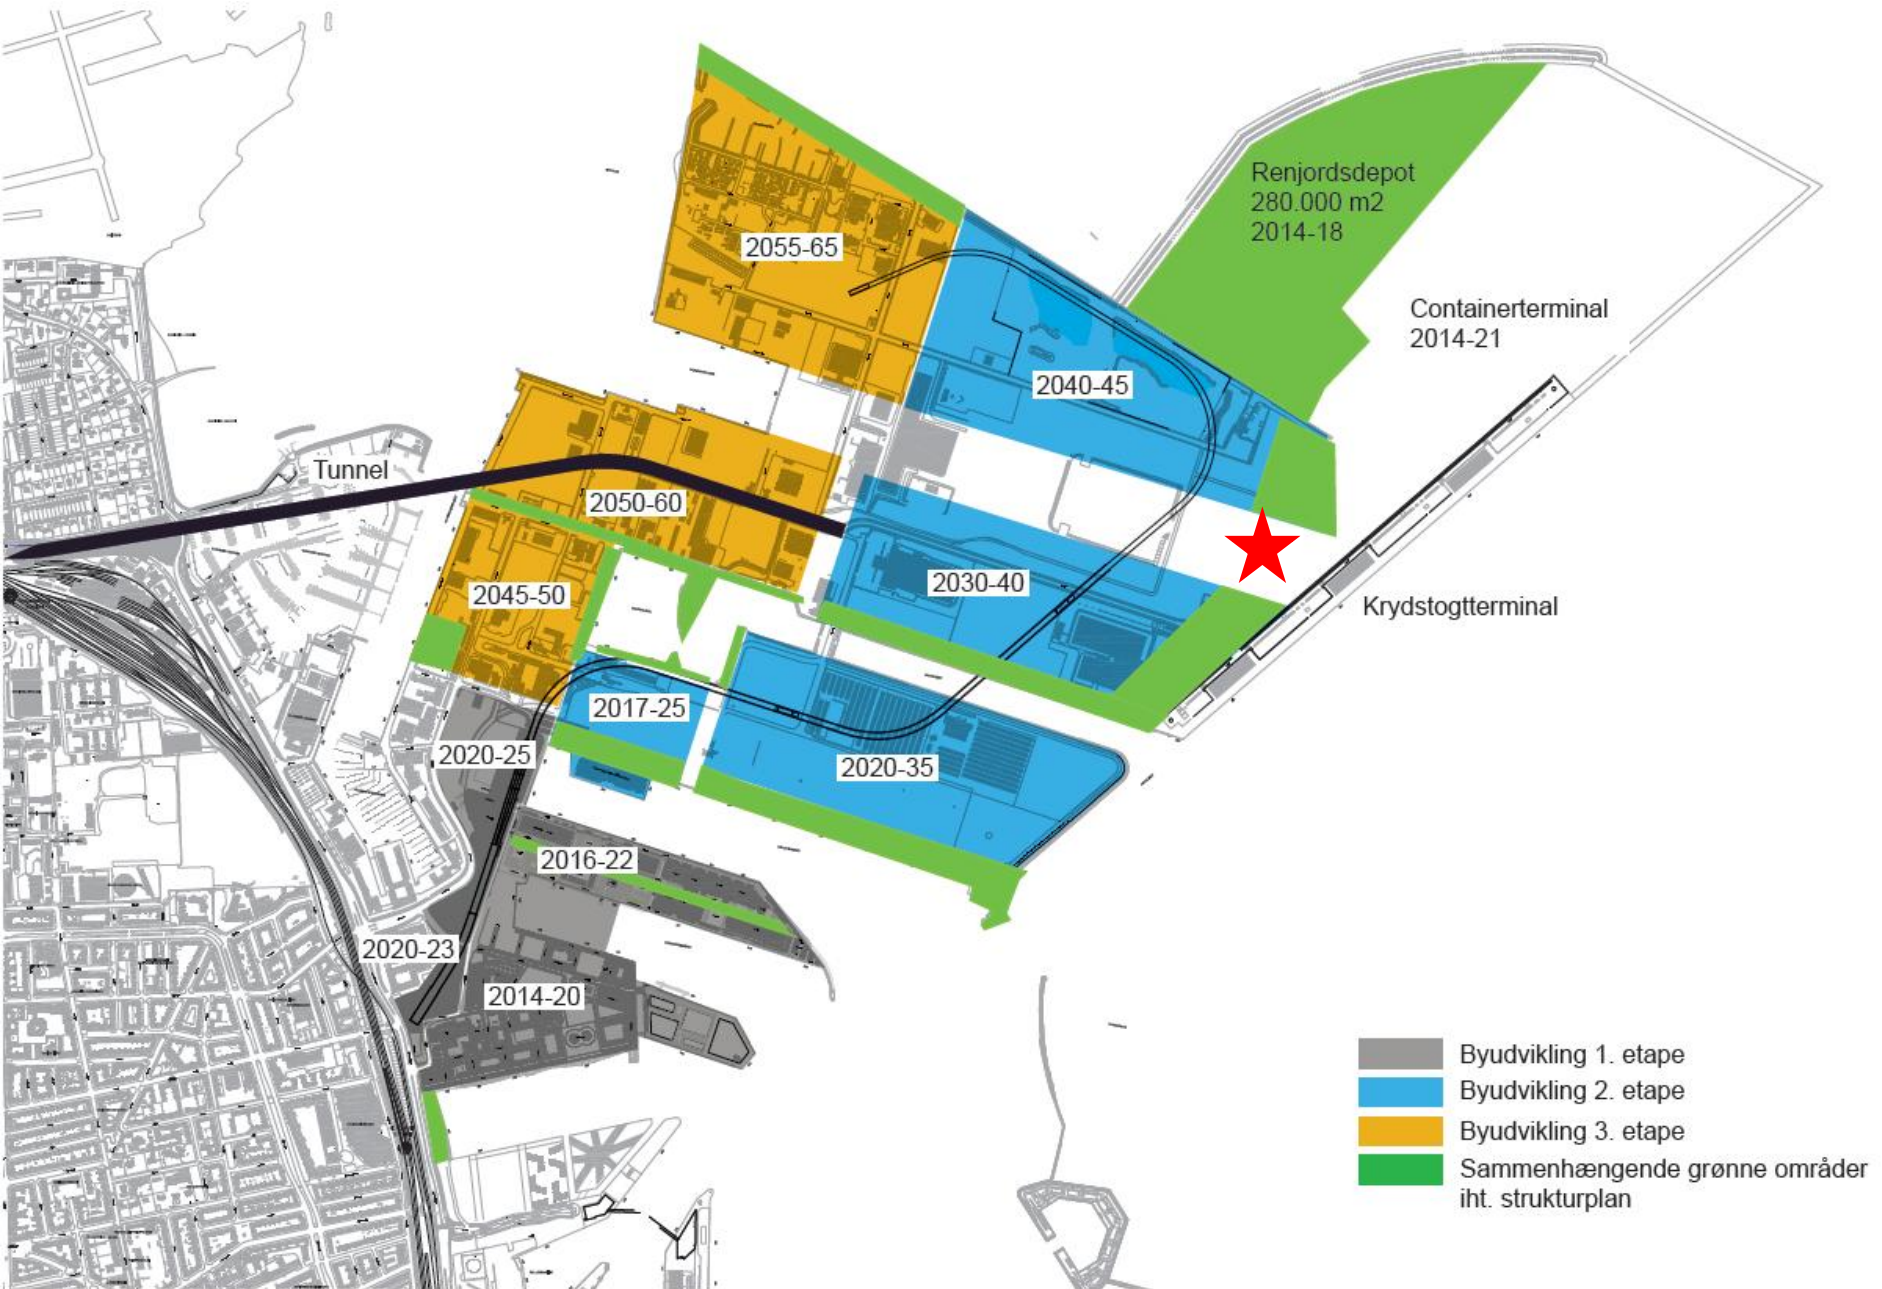 Renjordsdepot
280.000 m2
2014-18
2055-65
Containerterminal
2014-21
2040-45
Tunnel
2050-60
2030-40
2045-50
Krydstogtterminal
2017-25
2020-25
2020-35
2016-22
2020-23
2014-20
Byudvikling 1. etape
Byudvikling 2. etape
Byudvikling 3. etape
Sammenhængende grønne områder
iht. strukturplan